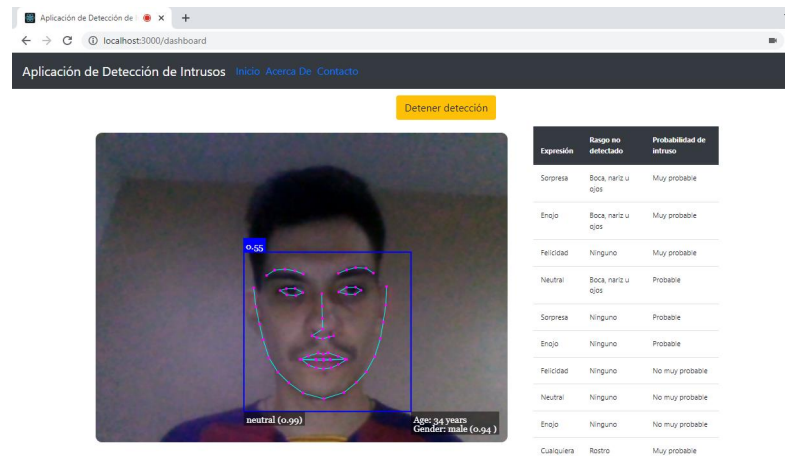 Aplicación de Detección de I
localhost:3000/dashboard
Aplicación de Detección de Intrusos Inicio Acerca De Contacto
Detener detección
Expresión Rasgo no detectado Probabilidad de intruso
Sorpresa Boca, nariz u ojos Muy probable
Enojo Boca, nariz u ojos Muy probable
Felicidad Ninguno Muy probable
Neutral Boca, nariz u ojos Probable
Sorpresa Ninguno Probable
Enojo Ninguno Probable
Felicidad Ninguno No muy probable
Neutral Ninguno No muy probable
Enojo Ninguno No muy probable
Cualquiera Rostro Muy probable
0.55
neutral (0.99)
Age: 34 years
Gender: male (0.94 )